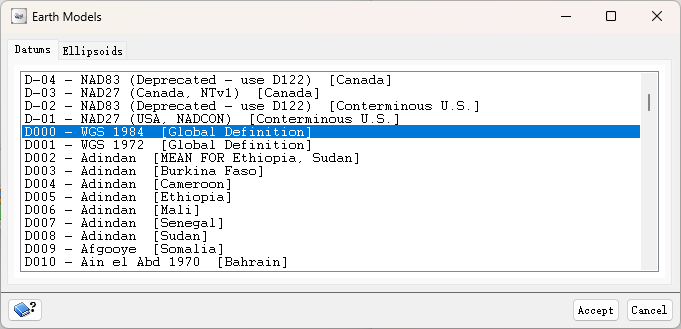 Earth Models
Datums Ellipsoids
D-04 - NAD83 (Deprecated - use D122) [Canada]
D-03 - NAD27 (Canada, NTv1) [Canada]
D-02 - NAD83 (Deprecated - use D122) [Conterminous U.S.]
D-01 - NAD27 (USA, NADCON) [Conterminous U.S.]
D000 - WGS 1984 [Global Definition]
D001 - WGS 1972 [Global Definition]
D002 - Adindan [MEAN FOR Ethiopia, Sudan]
D003 - Adindan [Burkina Faso]
D004 - Adindan [Cameroon]
D005 - Adindan [Ethiopia]
D006 - Adindan [Mali]
D007 - Adindan [Senegal]
D008 - Adindan [Sudan]
D009 - Afgooye [Somalia]
D010 - Ain el Abd 1970 [Bahrain]
? Accept Cancel